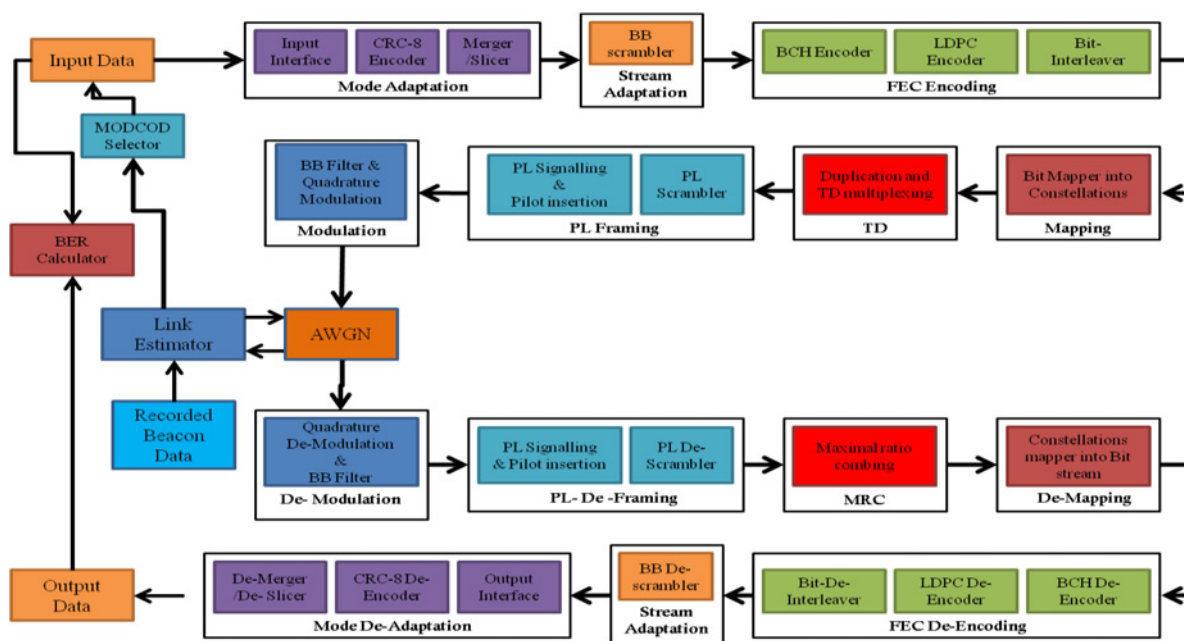 Input Data
Input
Interface
CRC-8
Encoder
Merger
/Slicer
Mode Adaptation
BB
scrambler
Stream
Adaptation
BCH Encoder
LDPC
Encoder
Bit-
Interleaver
FEC Encoding
MODCOD
Selector
BB Filter &
Quadrature
Modulation
Modulation
PL Signalling
&
Pilot insertion
PL
Scrambler
PL Framing
Duplication and
TD multiplexing
TD
Bit Mapper into
Constellations
Mapping
BER
Calculator
Link
Estimator
AWGN
Recorded
Beacon
Data
Quadrature
De-Modulation
&
BB Filter
De- Modulation
PL Signalling
& Pilot insertion
PL De-
Scrambler
PL- De -Framing
Maximal ratio
combing
MRC
Constellations
mapper into Bit
stream
De-Mapping
Output
Data
De-Merger
/De- Slicer
CRC-8 De-
Encoder
Output
Interface
Mode De-Adaptation
BB De-
scrambler
Stream
Adaptation
Bit-De-
Interleaver
LDPC De-
Encoder
BCH De-
Encoder
FEC De-Encoding